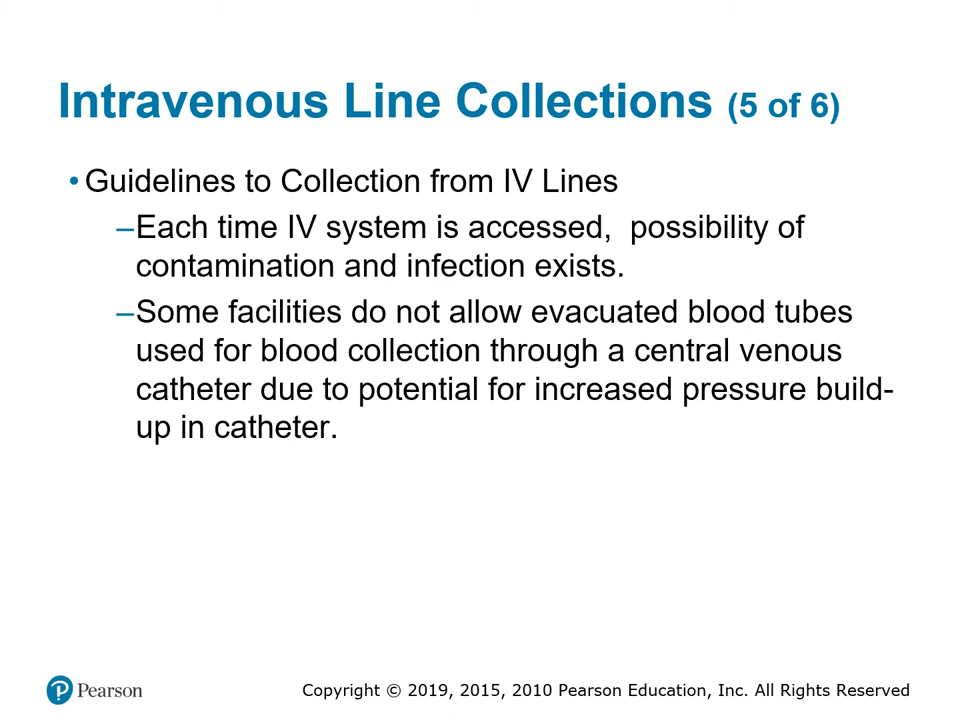 Intravenous Line Collections (5 of 6)
• Guidelines to Collection from IV Lines
–Each time IV system is accessed,  possibility of
contamination and infection exists.
–Some facilities do not allow evacuated blood tubes
used for blood collection through a central venous
catheter due to potential for increased pressure build-
up in catheter.
Pearson
Copyright © 2019, 2015, 2010 Pearson Education, Inc. All Rights Reserved